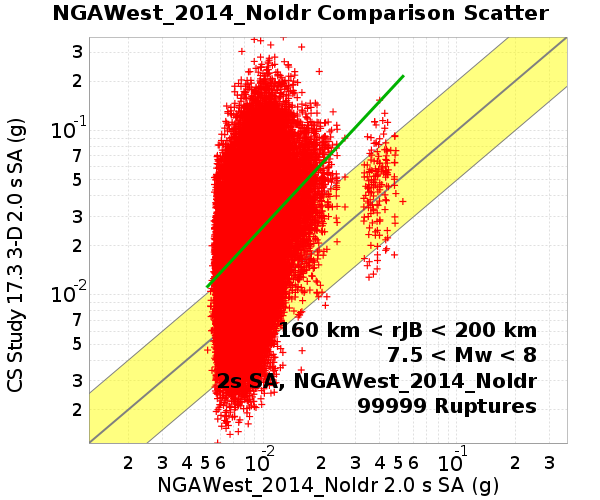 NGAWest_2014_NoIdr Comparison Scatter
CS Study 17.3 3-D 2.0 s SA (g)
3
2
10-1
7
5
3
2
10-2
7
5
3
2
160 km < rJB < 200 km
7.5 < Mw < 8
2s SA, NGAWest_2014_NoIdr
99999 Ruptures
2 3 4 5 6 10-2 2 3 4 5 6 10-1 2 3
NGAWest_2014_NoIdr 2.0 s SA (g)